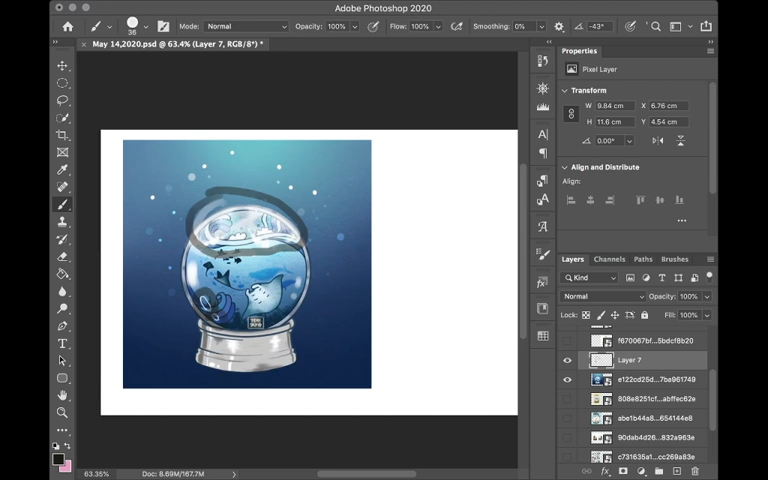 Adobe Photoshop 2020
36
Mode: Normal
Opacity: 100%
Flow: 100%
Smoothing: 0%
-43°
May 14,2020.psd @ 63.4% (Layer 7, RGB/8*) *
Properties
Pixel Layer
Transform
W 9.84 cm X 6.76 cm
H 11.6 cm Y 4.54 cm
0.00°
Align and Distribute
Align:
Layers Channels Paths Brushes
Kind
Normal Opacity: 100%
Lock: Fill: 100%
f670067bf...5bdcf8b20
Layer 7
e122cd25d...7ba961749
808e8251cf...abffec62e
abe1b44a8...654144e8
90dab4d26...832a963e
c731635a1...cc269a83e
63.35% Doc: 8.69M/167.7M